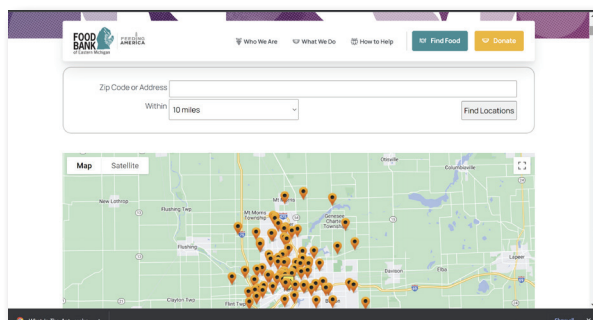 FOOD
BANK
of Eastern Michigan
FEEDING
AMERICA
Who We Are
What We Do
How to Help
Find Food
Donate
Zip Code or Address
Within
10 miles
Find Locations
Map
Satellite
Otisville
Columbiaville
New Lothrop
Flushing Twp
Mt Morris
Mt Morris
Township
Genesee
Charter
Township
Flushing
Lapeer
Davison
Elba
Clayton Twp
Flint Twp